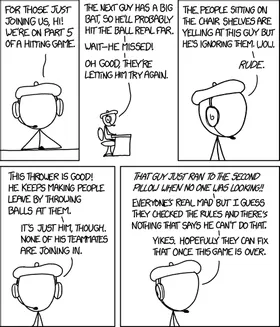 FOR THOSE JUST
JOINING US, HI!
WE'RE ON PART 5
OF A HITTING GAME.
THE NEXT GUY HAS A BIG
BAT, SO HE'LL PROBABLY
HIT THE BALL REAL FAR.
WAIT—HE MISSED!
OH GOOD, THEY'RE
LETTING HIM TRY AGAIN.
THE PEOPLE SITTING ON
THE CHAIR SHELVES ARE
YELLING AT THIS GUY BUT
HE'S IGNORING THEM. WOW.
RUDE.
THIS THROWER IS GOOD!
HE KEEPS MAKING PEOPLE
LEAVE BY THROWING
BALLS AT THEM.
IT'S JUST HIM, THOUGH.
NONE OF HIS TEAMMATES
ARE JOINING IN.
THAT GUY JUST RAN TO THE SECOND
PILLOW WHEN NO ONE WAS LOOKING!!
EVERYONE'S REAL MAD BUT I GUESS
THEY CHECKED THE RULES AND THERE'S
NOTHING THAT SAYS HE CAN'T DO THAT.
YIKES. HOPEFULLY THEY CAN FIX
THAT ONCE THIS GAME IS OVER.